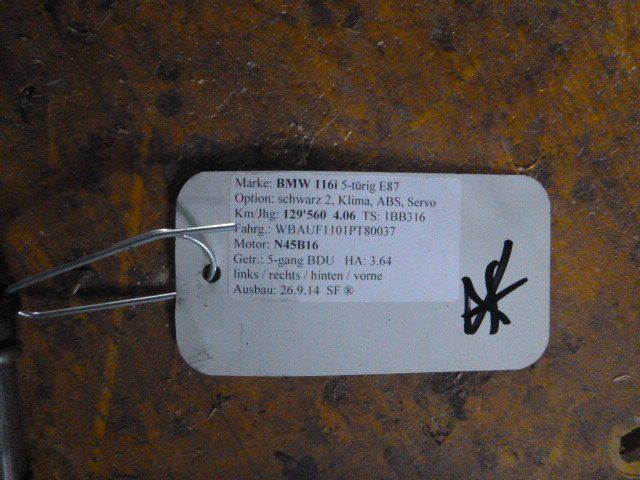 Marke: BMW 116i 5-türig E87
Option: schwarz 2, Klima, ABS, Servo
Km/Jhg: 129'560 4.06 TS: 1BB316
Fahrg.: WBAUF1101PT80037
Motor: N45B16
Getr.: 5-gang BDU HA: 3.64
links / rechts / hinten / vorne
Ausbau: 26.9.14 SF ®